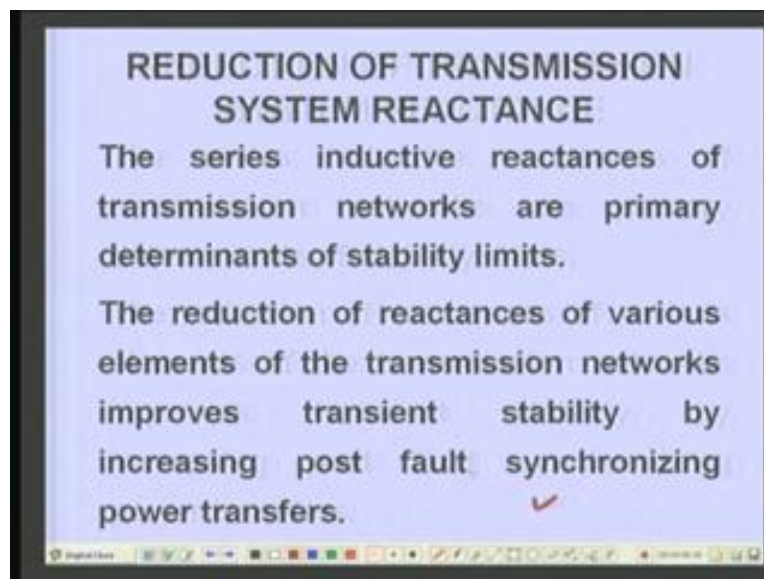 REDUCTION OF TRANSMISSION
SYSTEM REACTANCE
The series inductive reactances of
transmission networks are primary
determinants of stability limits.
The reduction of reactances of various
elements of the transmission networks
improves transient stability by
increasing post fault synchronizing
power transfers.